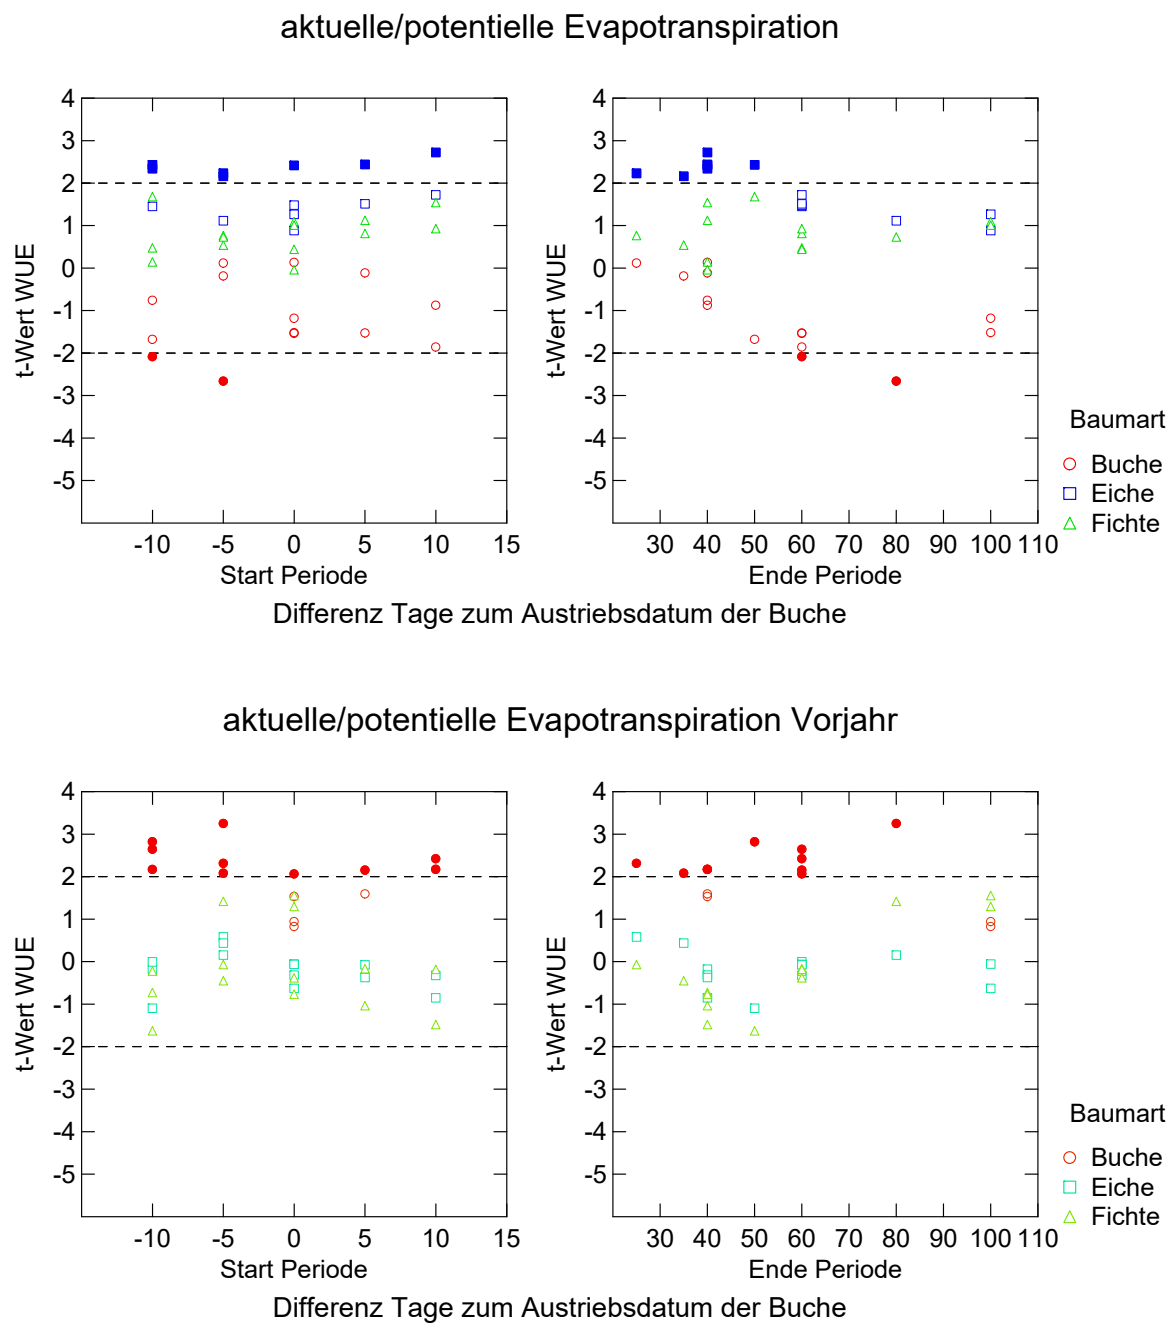 aktuelle/potentielle Evapotranspiration
4
3
2
1
0
-1
-2
-3
-4
-5
t-Wert WUE
-10 -5 0 5 10 15
Start Periode
4
3
2
1
0
-1
-2
-3
-4
-5
t-Wert WUE
30 40 50 60 70 80 90 100 110
Ende Periode
Baumart
Buche
Eiche
Fichte
Differenz Tage zum Austriebsdatum der Buche
aktuelle/potentielle Evapotranspiration Vorjahr
4
3
2
1
0
-1
-2
-3
-4
-5
t-Wert WUE
-10 -5 0 5 10 15
Start Periode
4
3
2
1
0
-1
-2
-3
-4
-5
t-Wert WUE
30 40 50 60 70 80 90 100 110
Ende Periode
Baumart
Buche
Eiche
Fichte
Differenz Tage zum Austriebsdatum der Buche